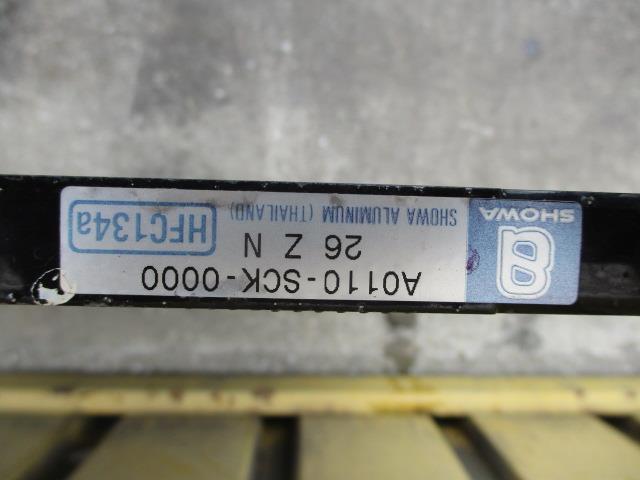 A0110-SCK-0000
26 Z N
SHOWA ALUMINUM (THAILAND)
HFC134a
SHOWA